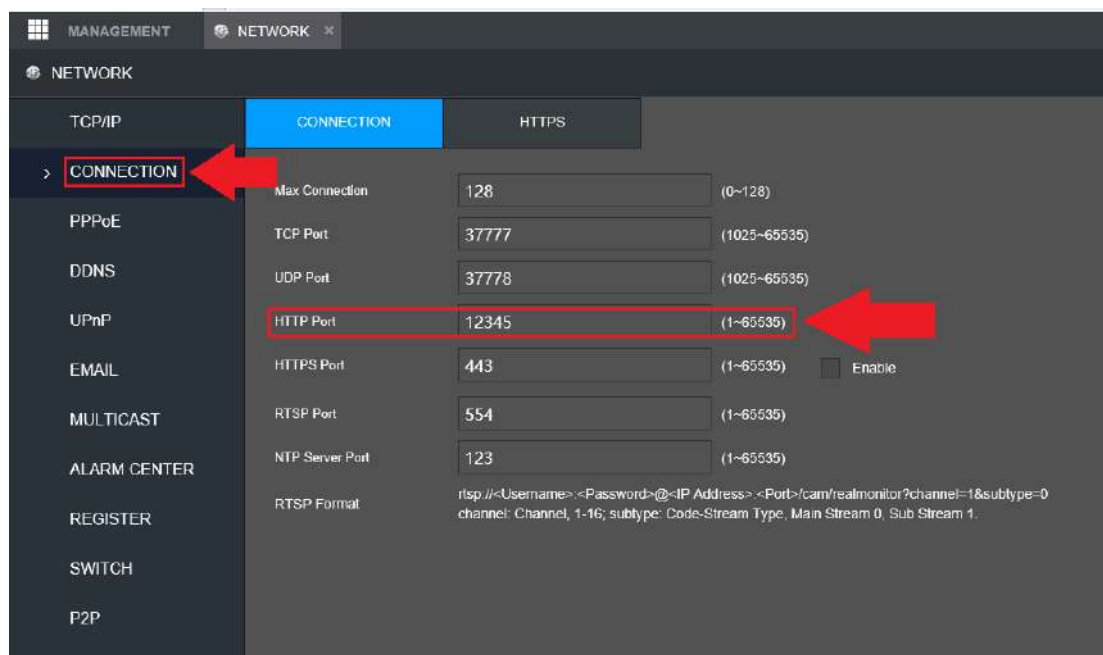 MANAGEMENT NETWORK ×
NETWORK
TCP/IP
> CONNECTION
PPPoE
DDNS
UPnP
EMAIL
MULTICAST
ALARM CENTER
REGISTER
SWITCH
P2P
CONNECTION HTTPS
Max Connection 128 (0~128)
TCP Port 37777 (1025~65535)
UDP Port 37778 (1025~65535)
HTTP Port 12345 (1~65535)
HTTPS Port 443 (1~65535) Enable
RTSP Port 554 (1~65535)
NTP Server Port 123 (1~65535)
RTSP Format rtsp://<Username>:<Password>@<IP Address>:<Port>/cam/realmonitor?channel=1&subtype=0
channel: Channel, 1-16; subtype: Code-Stream Type, Main Stream 0, Sub Stream 1.